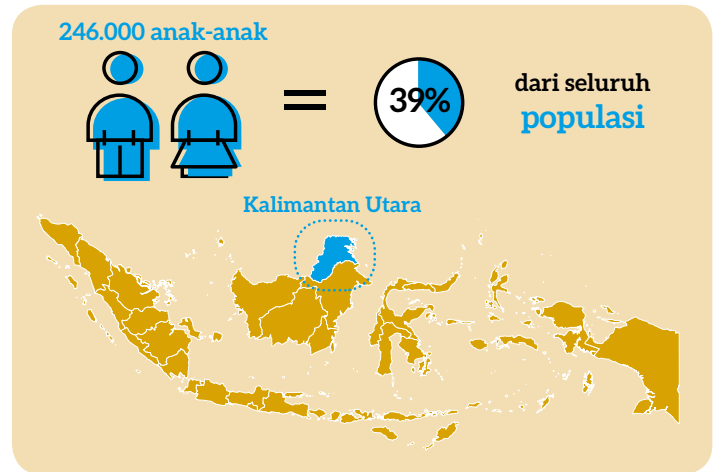 246.000 anak-anak
39%
dari seluruh
populasi
Kalimantan Utara